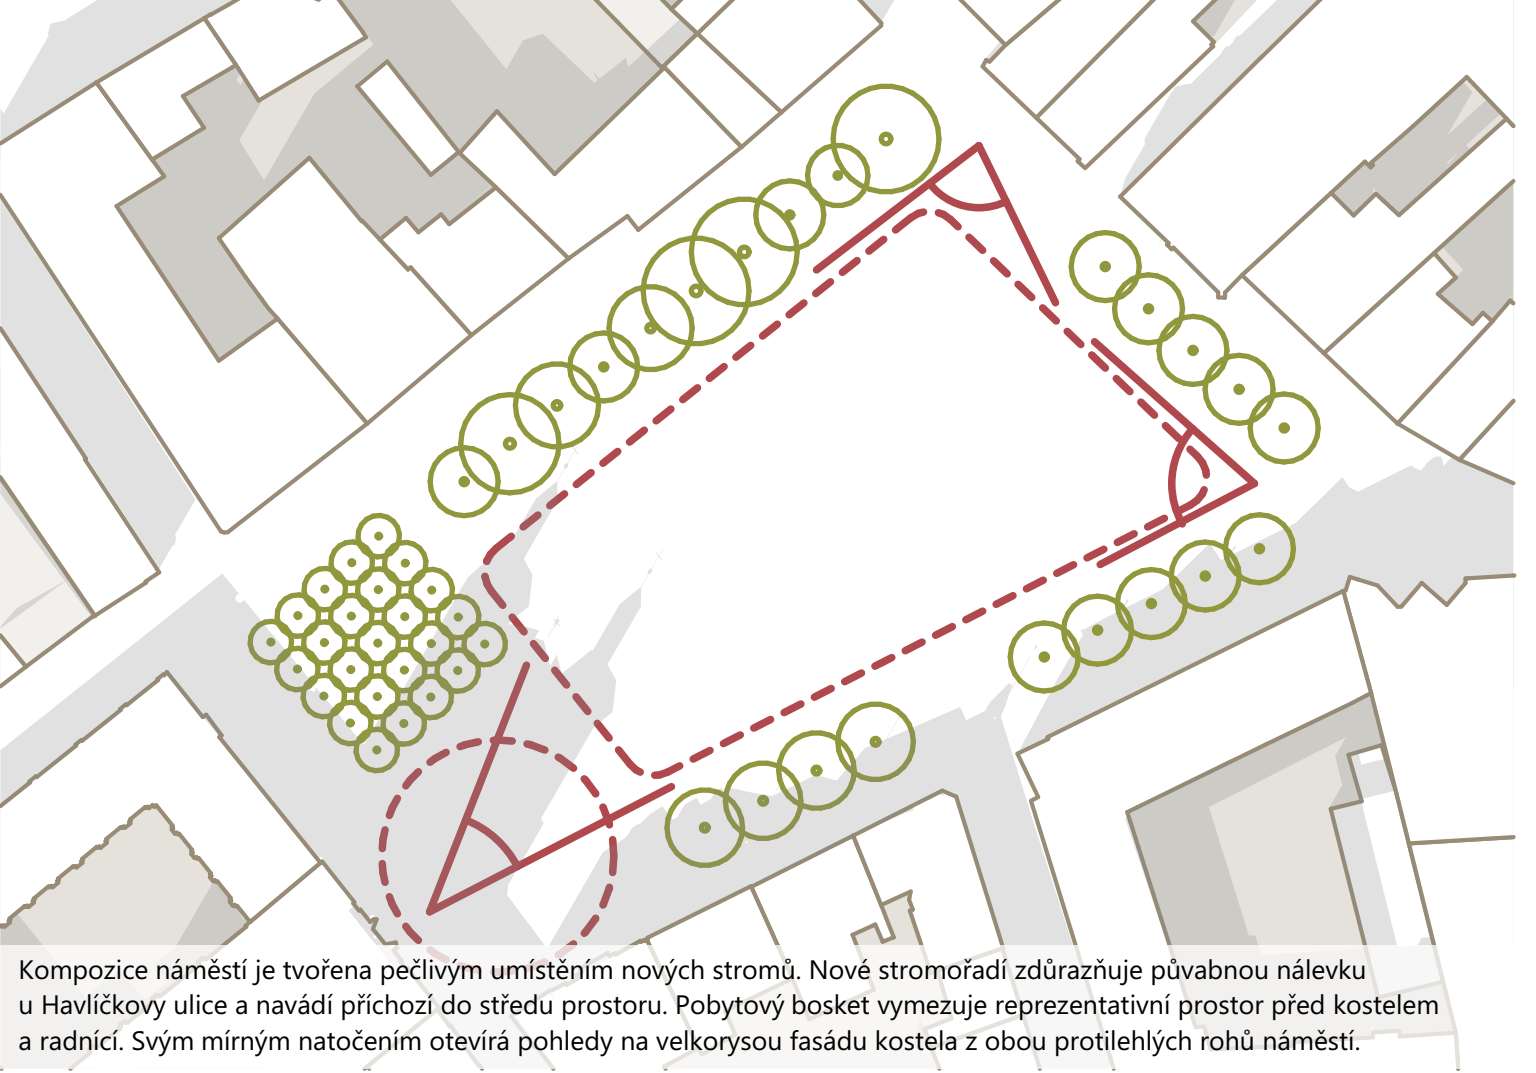 Kompozice náměstí je tvořena pečlivým umístěním nových stromů. Nové stromořadí zdůrazňuje půvabnou nálevku
u Havlíčkovy ulice a navádí příchozí do středu prostoru. Pobytový bosket vymezuje reprezentativní prostor před kostelem
a radnící. Svým mírným natočením otevírá pohledy na velkorysou fasádu kostela z obou protilehlých rohů náměstí.